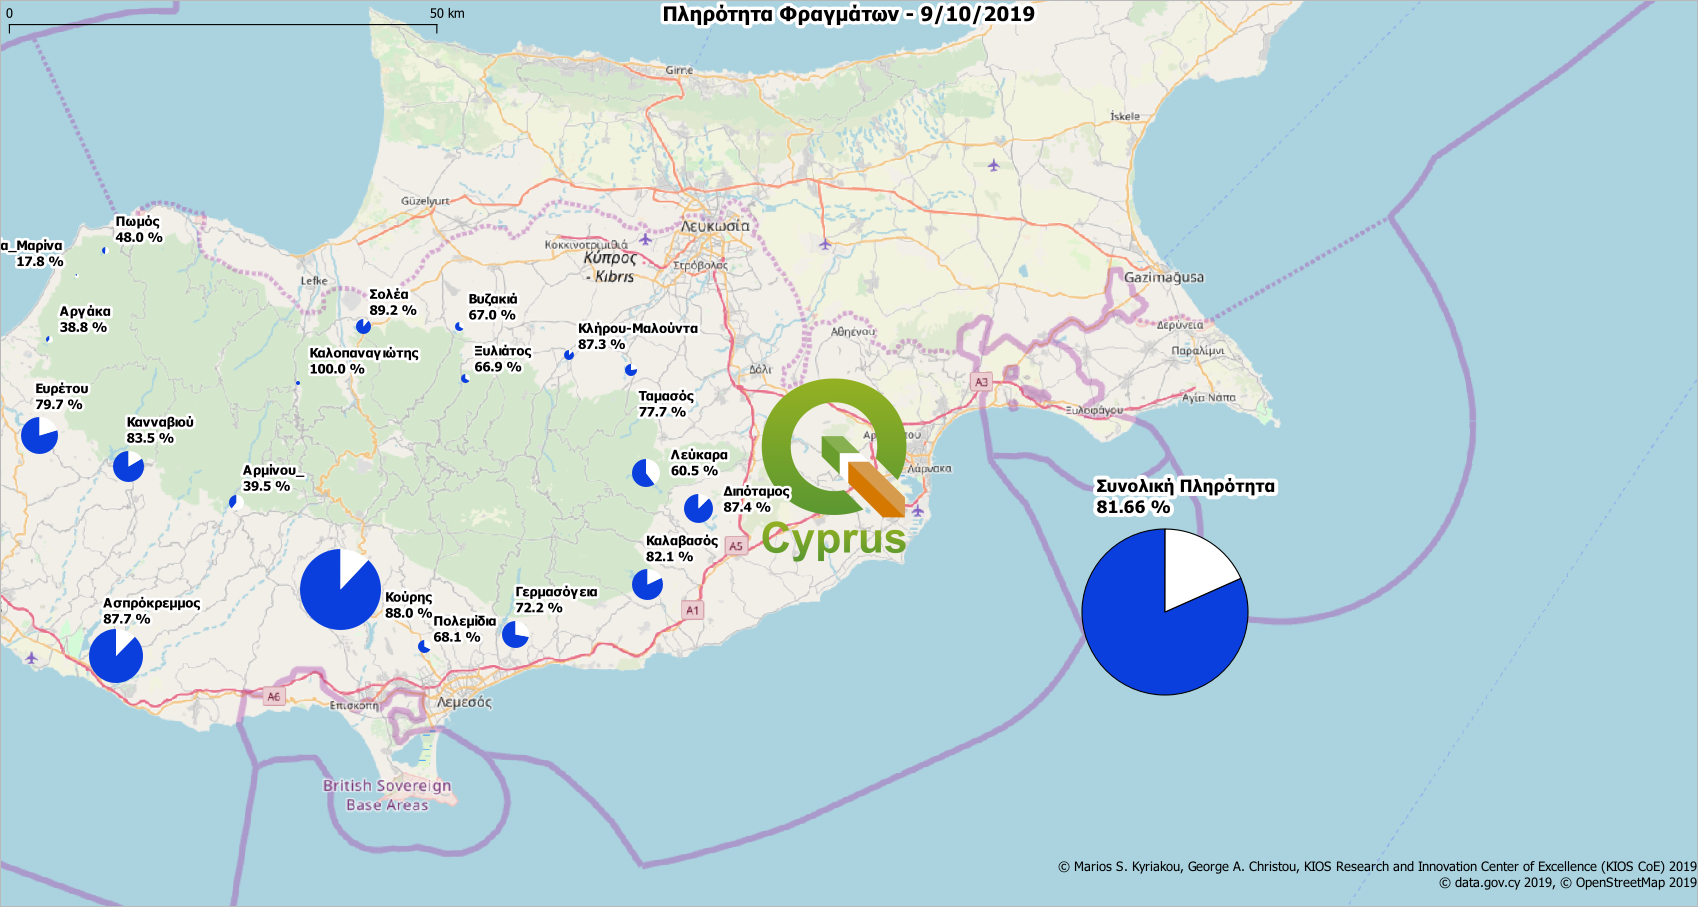 0
50 km
Πληρότητα Φραγμάτων - 9/10/2019
Girne
İskele
Güzelyurt
Πωμός
48.0 %
Λευκωσία
α_Μαρίνα
17.8 %
Κοκκινοτριμιθιά
Κύπρος
- Kıbrıs
Στρόβολος
Lefke
Gazimağusa
Σολέα
89.2 %
Βυζακιά
67.0 %
Αργάκα
38.8 %
Κλήρου-Μαλούντα
87.3 %
Αθηένου
Δερύνεια
Καλοπαναγιώτης
100.0 %
Ξυλιάτος
66.9 %
Δάλι
Παραλίμνι
A3
Ευρέτου
79.7 %
Ταμασός
77.7 %
Ξυλοφάγου
Αγία Νάπα
Κανναβιού
83.5 %
Λεύκαρα
60.5 %
Λάρνακα
Αρμίνου_
39.5 %
Διπόταμος
87.4 %
Συνολική Πληρότητα
81.66 %
Cyprus
Καλαβασός
82.1 %
A5
Κούρης
88.0 %
Γερμασόγεια
72.2 %
Ασπρόκρεμμος
87.7 %
Πολεμίδια
68.1 %
A1
A6
Επισκοπή
Λεμεσός
British Sovereign
Base Areas
© Marios S. Kyriakou, George A. Christou, KIOS Research and Innovation Center of Excellence (KIOS CoE) 2019
© data.gov.cy 2019, © OpenStreetMap 2019